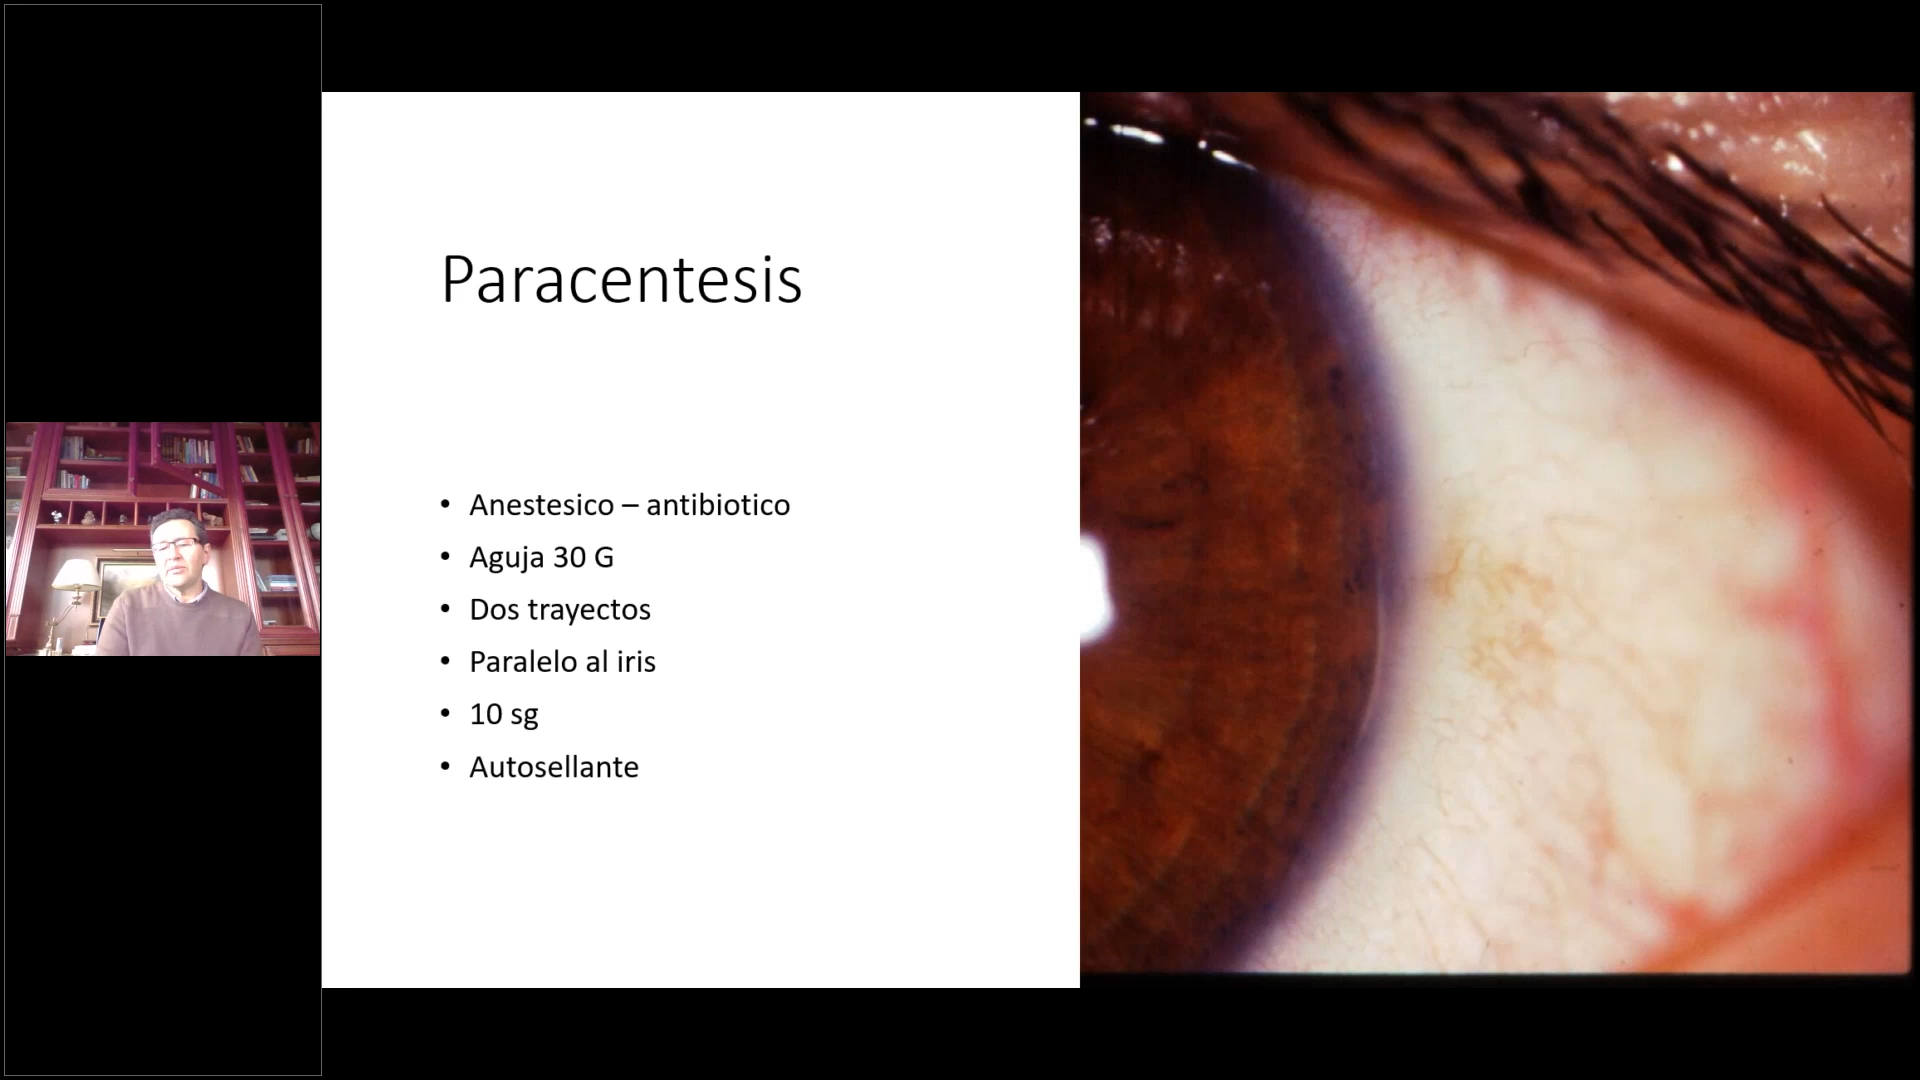 Paracentesis
• Anestesico – antibiotico
• Aguja 30 G
• Dos trayectos
• Paralelo al iris
• 10 sg
• Autosellante